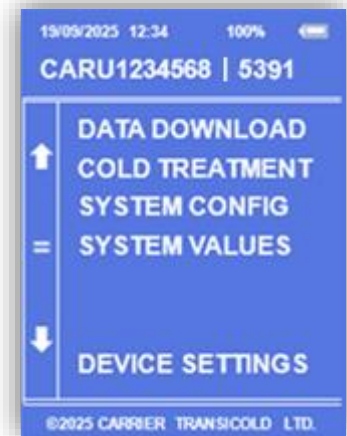 19/09/2025 12:34 100%
CARU1234568 | 5391
DATA DOWNLOAD
COLD TREATMENT
SYSTEM CONFIG
=
SYSTEM VALUES
DEVICE SETTINGS
©2025 CARRIER TRANSICOLD LTD.